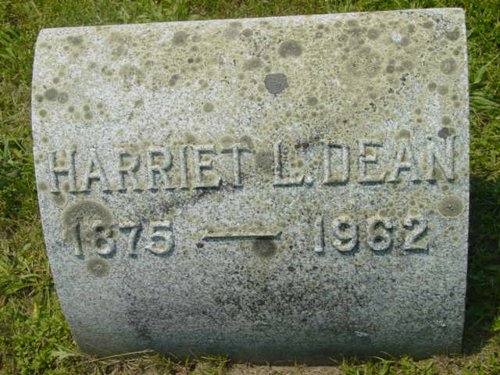 HARRIET L. DEAN
1875 — 1962